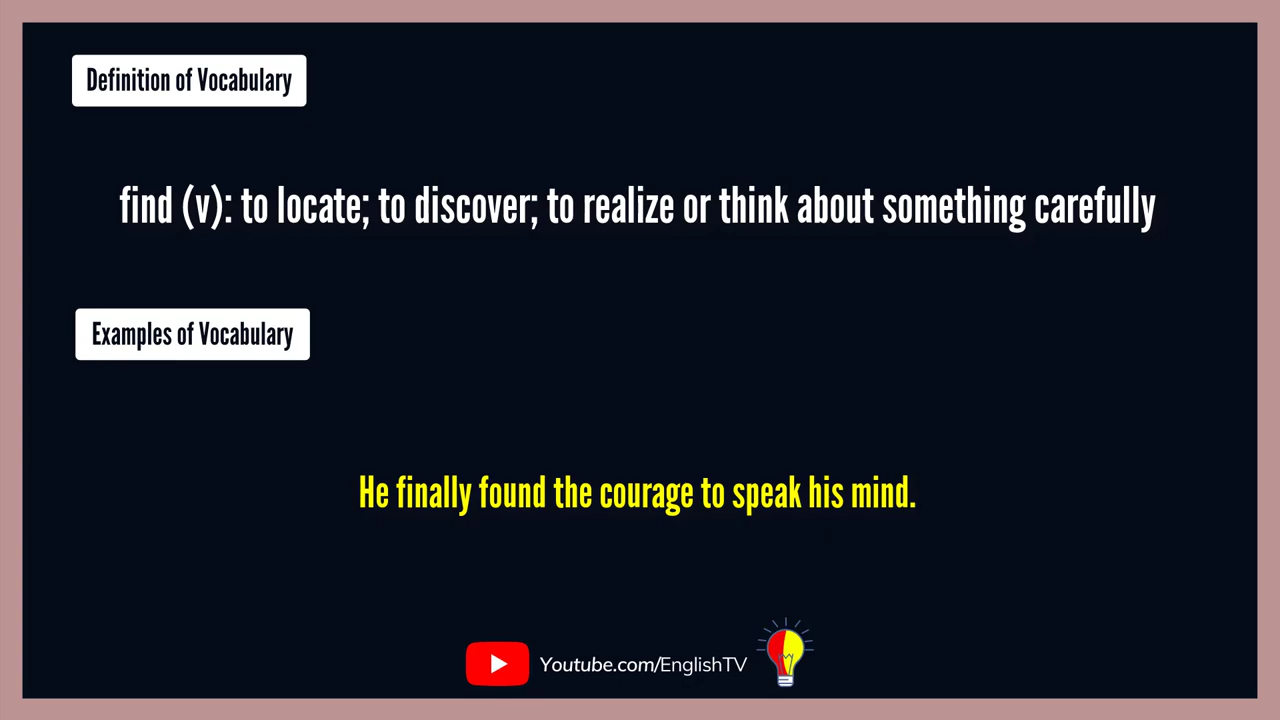 Definition of Vocabulary
find (v): to locate; to discover; to realize or think about something carefully
Examples of Vocabulary
He finally found the courage to speak his mind.
Youtube.com/EnglishTV